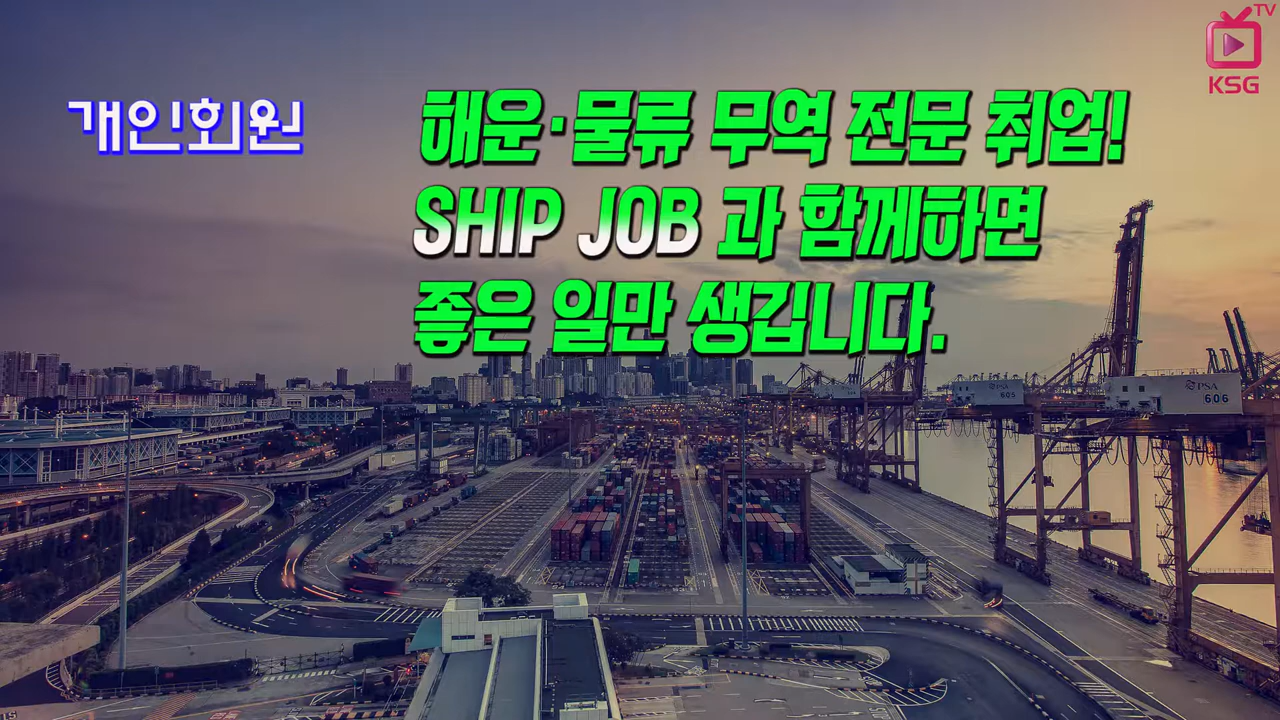 TV
KSG
개인회원
해운·물류 무역 전문 취업!
SHIP JOB 과 함께하면
좋은 일만 생깁니다.
PSA
605
PSA
606